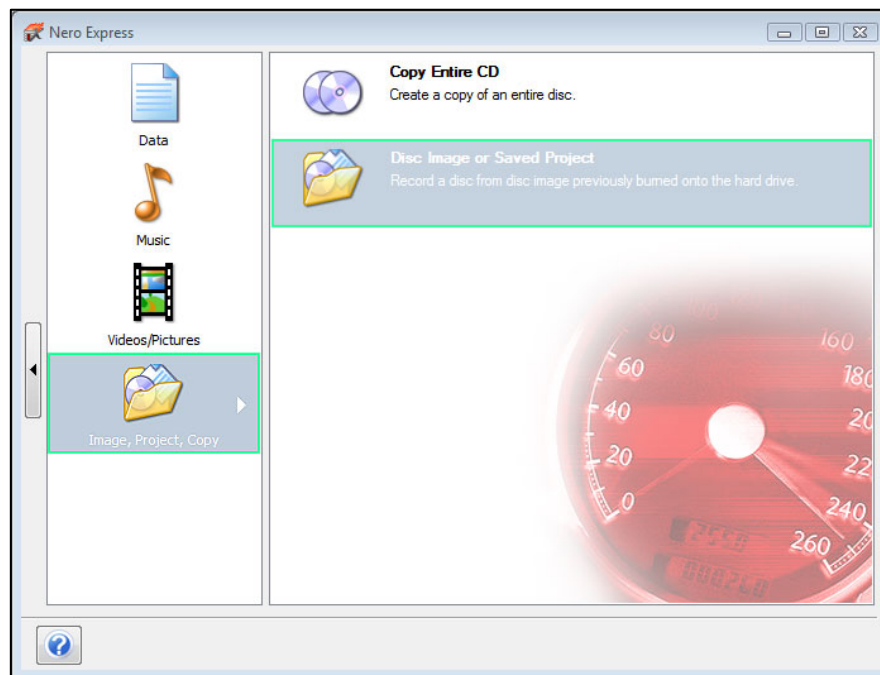 Nero Express
Data
Music
Videos/Pictures
Image, Project, Copy
Copy Entire CD
Create a copy of an entire disc.
Disc Image or Saved Project
Record a disc from disc image previously burned onto the hard drive.
80
160
60
180
40
20
20
22
0
240
260